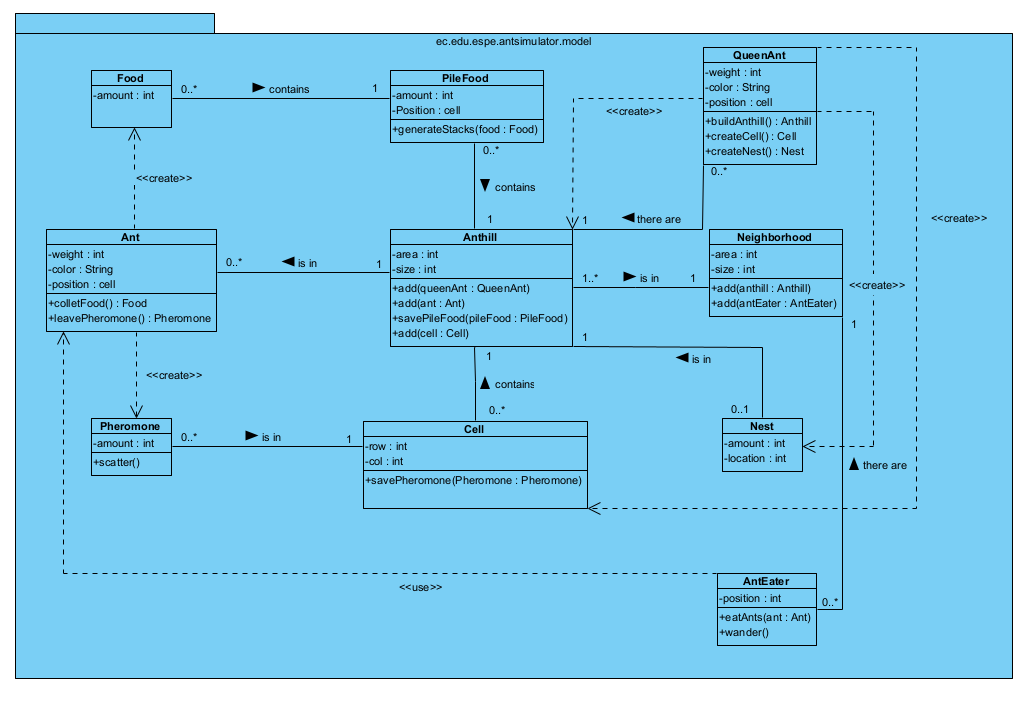 ec.edu.espe.antsimulator.model
Food
-amount : int
0..*
contains
1
PileFood
-amount : int
-Position : cell
+generateStacks(food : Food)
QueenAnt
-weight : int
-color : String
-position : cell
+buildAnthill() : Anthill
+createCell() : Cell
+createNest() : Nest
<<create>>
<<create>>
0..*
contains
1
0..*
there are
1
<<create>>
Ant
-weight : int
-color : String
-position : cell
+colletFood() : Food
+leavePheromone() : Pheromone
0..*
is in
1
Anthill
-area : int
-size : int
+add(queenAnt : QueenAnt)
+add(ant : Ant)
+savePileFood(pileFood : PileFood)
+add(cell : Cell)
1..*
is in
1
Neighborhood
-area : int
-size : int
+add(anthill : Anthill)
+add(antEater : AntEater)
<<create>>
1
1
is in
0..1
<<create>>
1
contains
0..*
Pheromone
-amount : int
+scatter()
0..*
is in
1
Cell
-row : int
-col : int
+savePheromone(Pheromone : Pheromone)
Nest
-amount : int
-location : int
there are
<<use>>
AntEater
-position : int
+eatAnts(ant : Ant)
+wander()
0..*